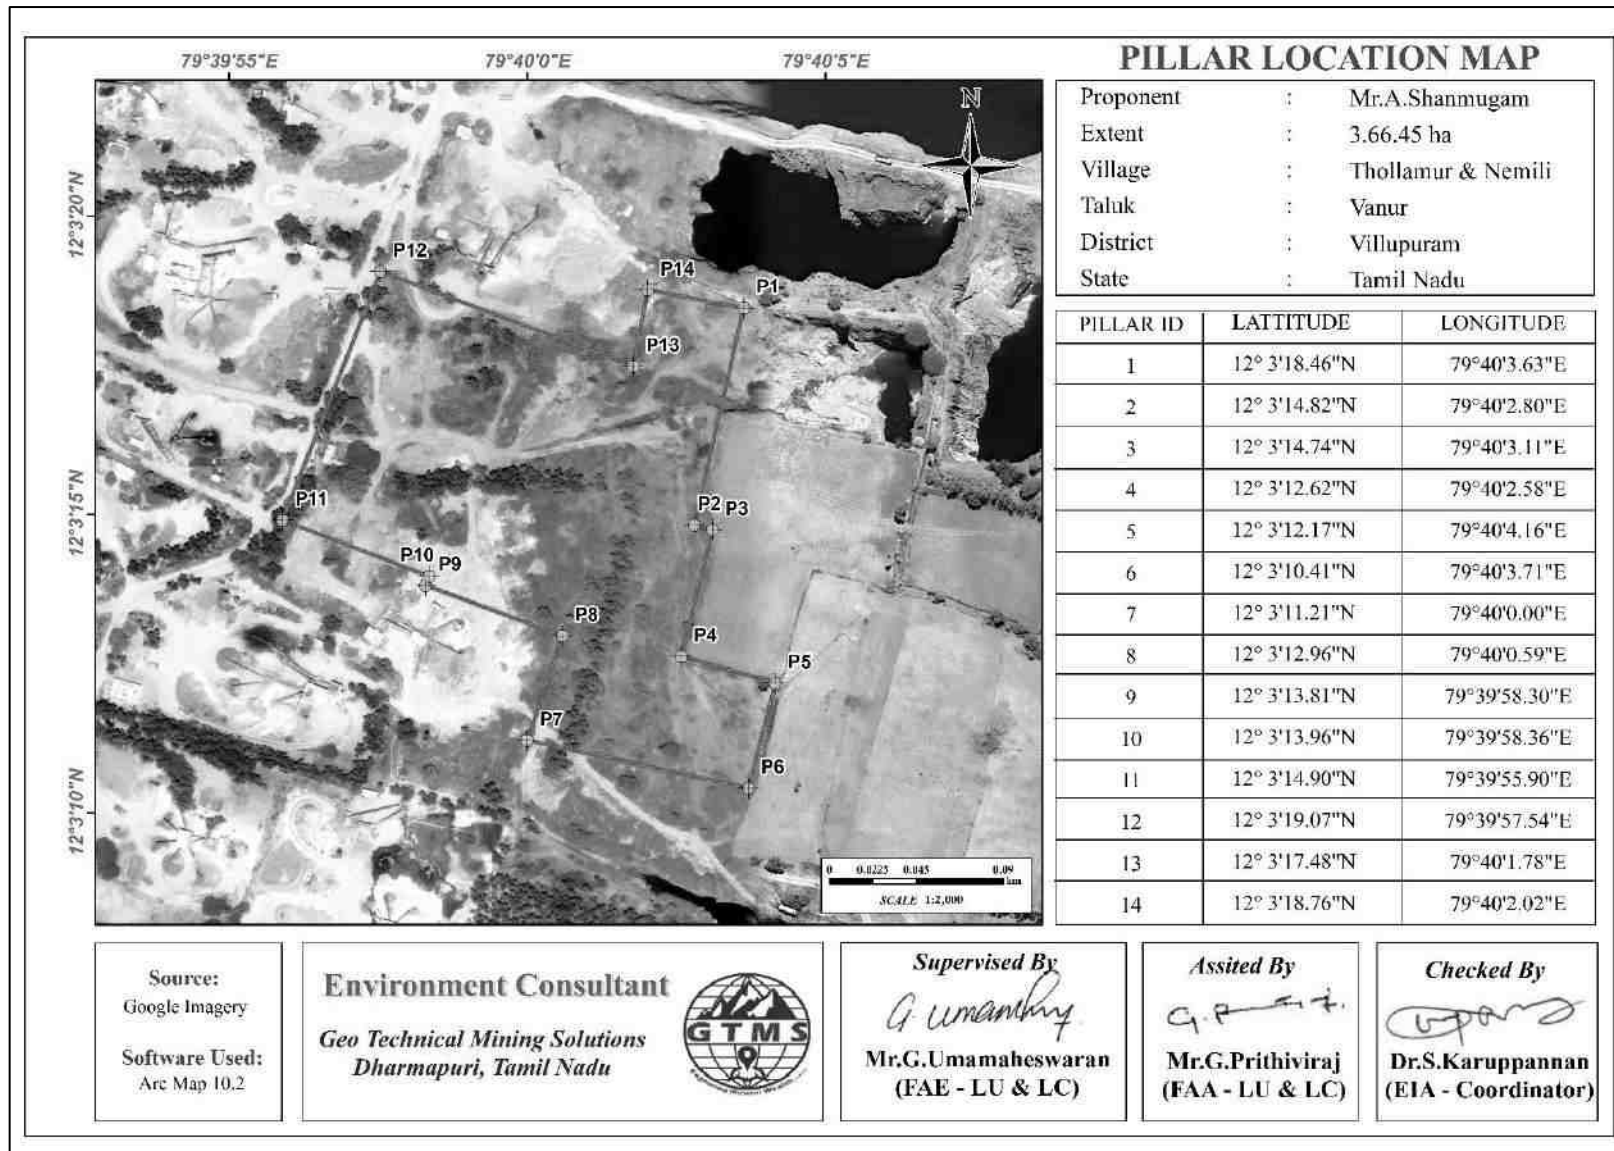 79°39'55"E 79°40'0"E 79°40'5"E
12°3'20"N
12°3'15"N
12°3'10"N
N
P12
P14
P1
P13
P11
P2
P3
P10
P9
P8
P4
P5
P7
P6
0 0.0225 0.045 0.09
km
SCALE 1:2,000
PILLAR LOCATION MAP
Proponent : Mr.A.Shanmugam
Extent : 3.66.45 ha
Village : Thollamur & Nemili
Taluk : Vanur
District : Villupuram
State : Tamil Nadu
PILLAR ID LATTITUDE LONGITUDE
1 12° 3'18.46"N 79°40'3.63"E
2 12° 3'14.82"N 79°40'2.80"E
3 12° 3'14.74"N 79°40'3.11"E
4 12° 3'12.62"N 79°40'2.58"E
5 12° 3'12.17"N 79°40'4.16"E
6 12° 3'10.41"N 79°40'3.71"E
7 12° 3'11.21"N 79°40'0.00"E
8 12° 3'12.96"N 79°40'0.59"E
9 12° 3'13.81"N 79°39'58.30"E
10 12° 3'13.96"N 79°39'58.36"E
11 12° 3'14.90"N 79°39'55.90"E
12 12° 3'19.07"N 79°39'57.54"E
13 12° 3'17.48"N 79°40'1.78"E
14 12° 3'18.76"N 79°40'2.02"E
Source:
Google Imagery
Software Used:
Arc Map 10.2
Environment Consultant
Geo Technical Mining Solutions
Dharmapuri, Tamil Nadu
GTMS
Supervised By
Mr.G.Umamaheswaran
(FAE - LU & LC)
Assited By
Mr.G.Prithiviraj
(FAA - LU & LC)
Checked By
Dr.S.Karuppannan
(EIA - Coordinator)